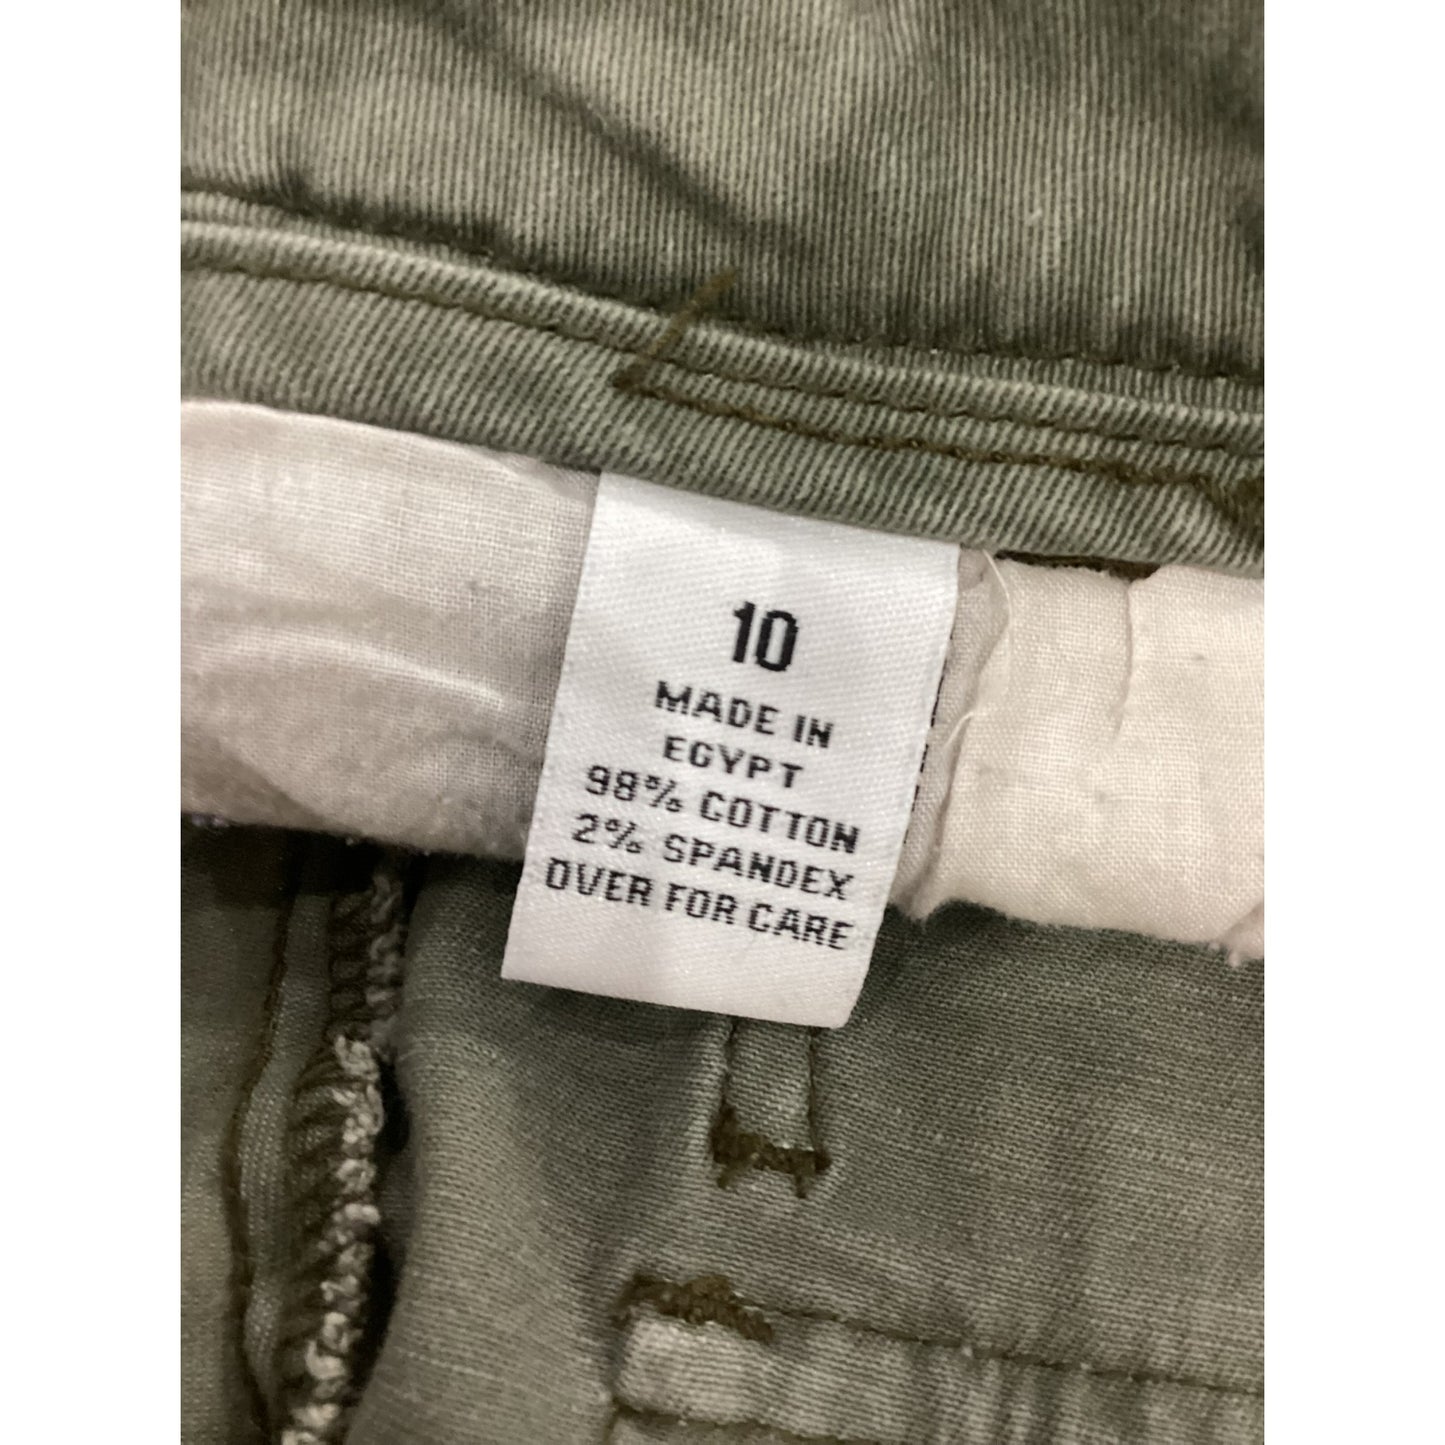 10
MADE IN
EGYPT
98% COTTON
2% SPANDEX
OVER FOR CARE